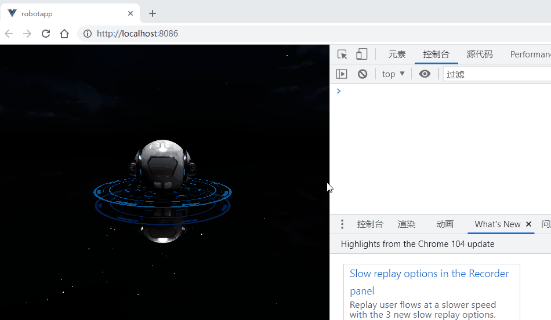 robotapp
http://localhost:8086
元素 控制台 源代码 Performan
top 过滤
控制台 渲染 动画 What's New
Highlights from the Chrome 104 update
Slow replay options in the Recorder
panel
Replay user flows at a slower speed
with the 3 new slow replay options.